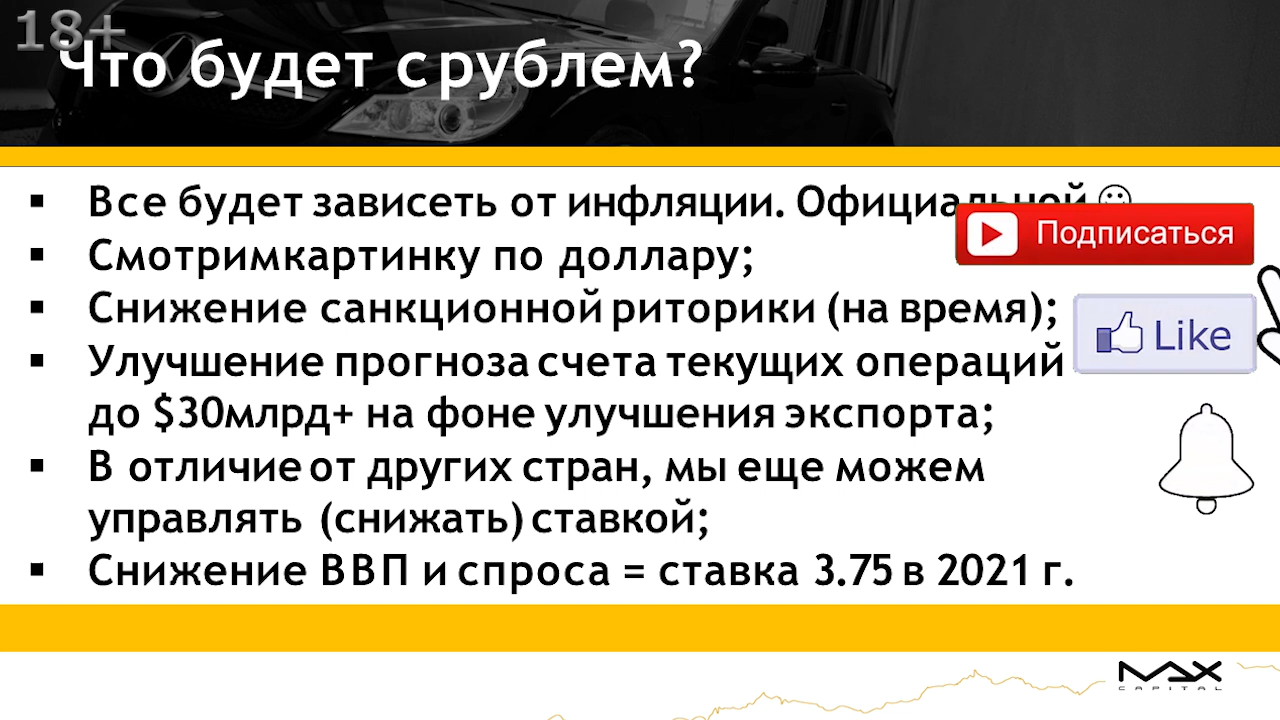 18+
Что будет с рублем?
▪ Все будет зависеть от инфляции. Официальной ☺
Подписаться
▪ Смотримкартинку по доллару;
▪ Снижение санкционной риторики (на время);
Like
▪ Улучшение прогноза счета текущих операций
до $30млрд+ на фоне улучшения экспорта;
▪ В отличие от других стран, мы еще можем
управлять (снижать) ставкой;
▪ Снижение ВВП и спроса = ставка 3.75 в 2021 г.
MAX
CAPITAL